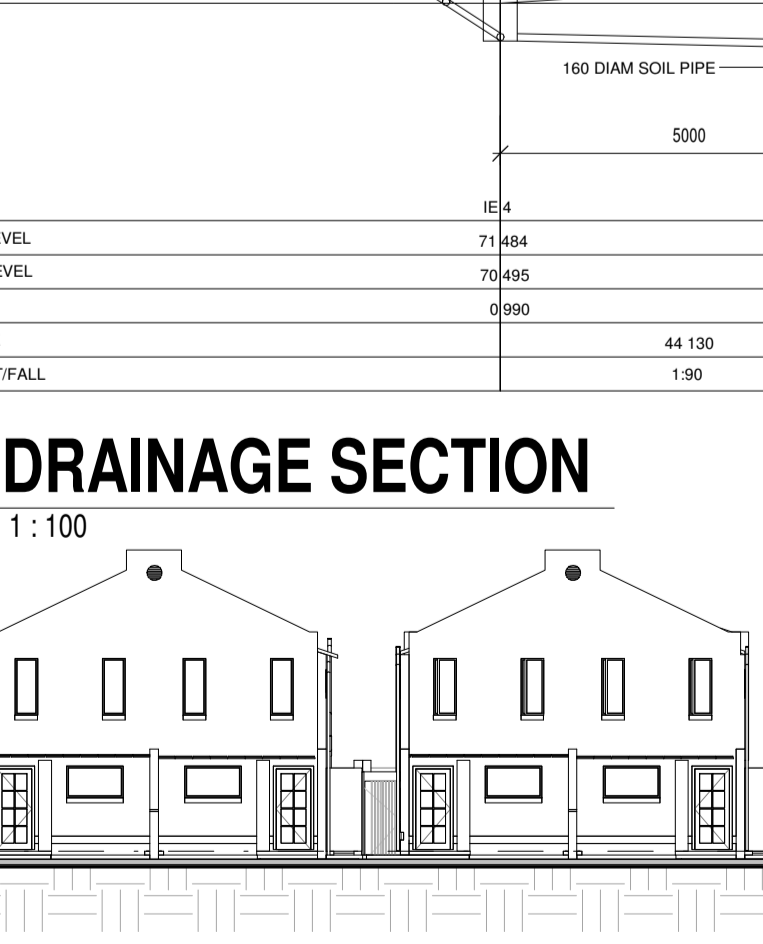 160 DIAM SOIL PIPE
5000
IE 4
EVEL
71 484
EVEL
70 495
0 990
44 130
T/FALL
1:90
DRAINAGE SECTION
1 : 100